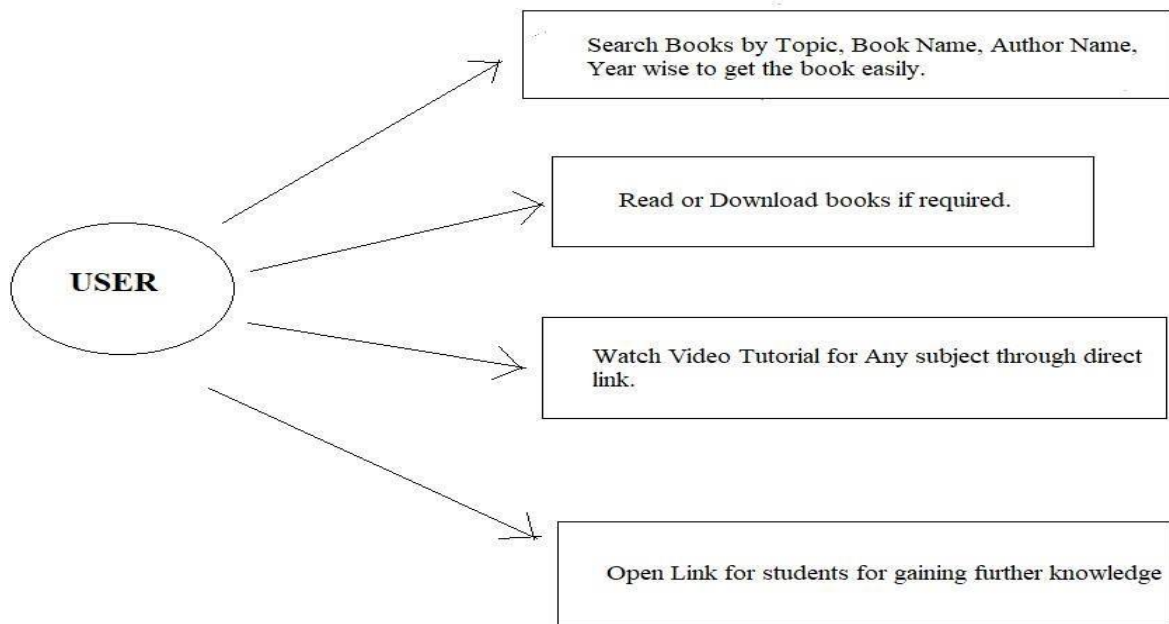 Search Books by Topic, Book Name, Author Name,
Year wise to get the book easily.
Read or Download books if required.
USER
Watch Video Tutorial for Any subject through direct
link.
Open Link for students for gaining further knowledge